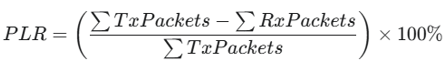 PLR = ( (∑ TxPackets − ∑ RxPackets) / ∑ TxPackets ) × 100%